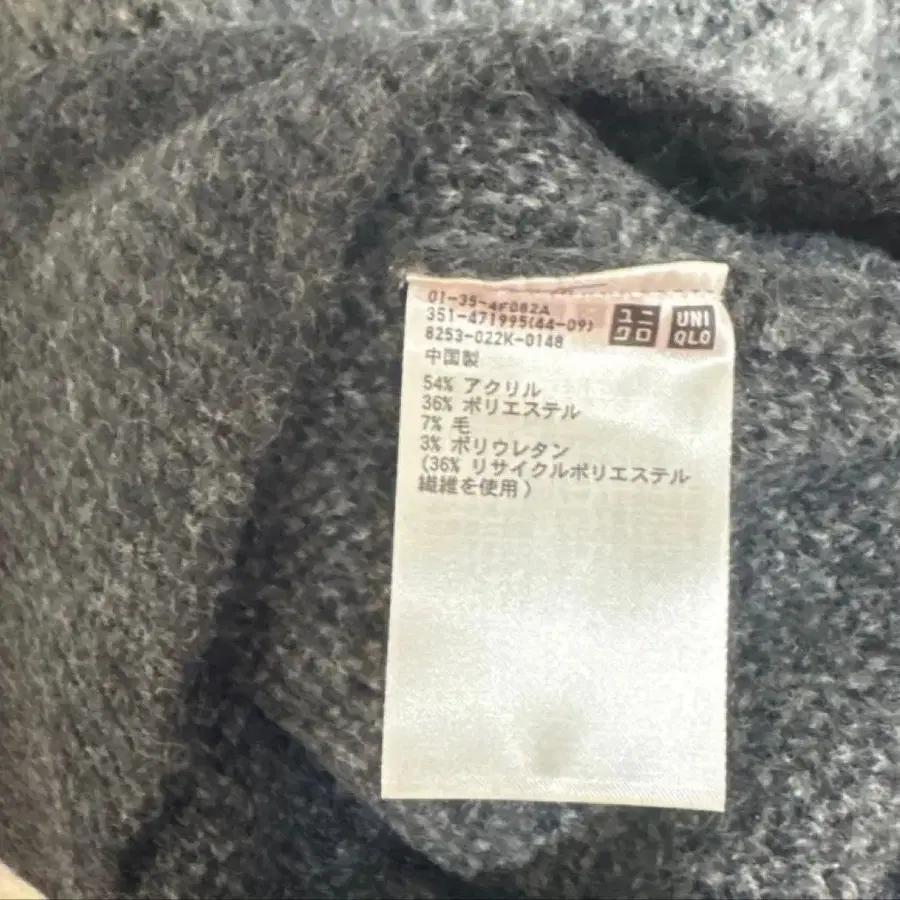 01-35-4F082A
351-471995(44-09)
8253-022K-0148
中国製
ユニ
クロ
UNI
QLO
54% アクリル
36% ポリエステル
7% 毛
3% ポリウレタン
(36% リサイクルポリエステル
繊維を使用)